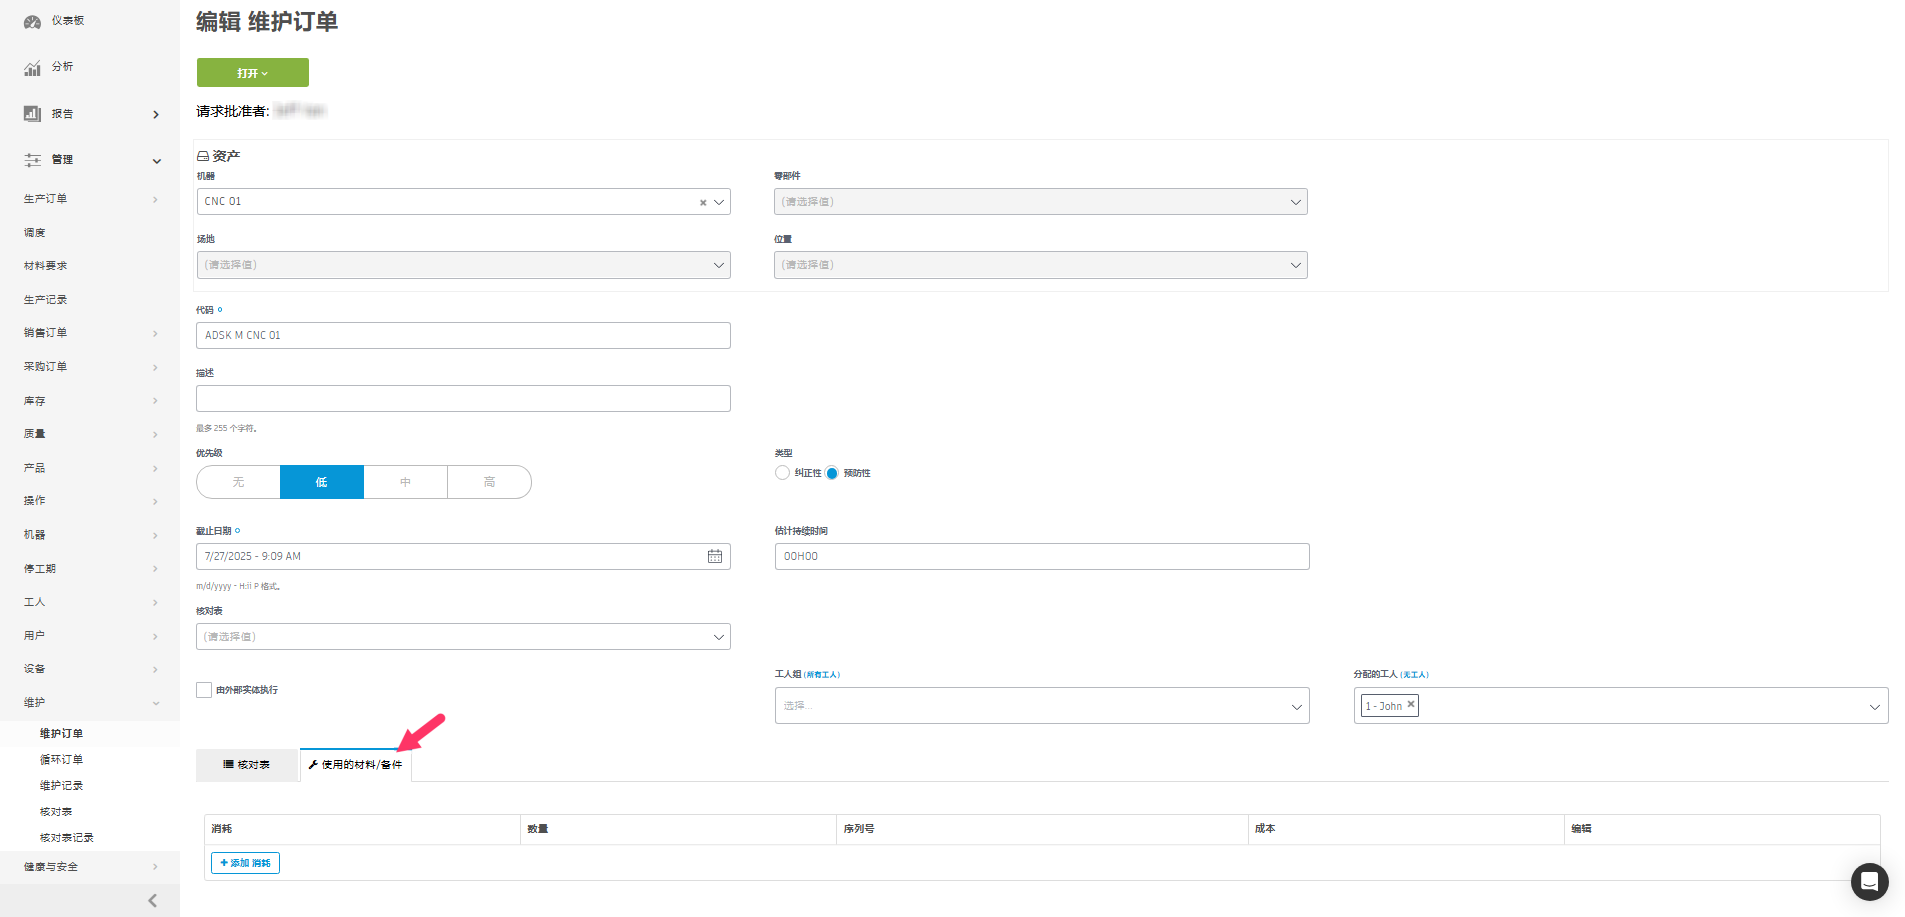 仪表板
分析
报告
管理
生产订单
调度
材料要求
生产记录
销售订单
采购订单
库存
质量
产品
操作
机器
停工期
工人
用户
设备
维护
维护订单
循环订单
维护记录
核对表
核对表记录
健康与安全
编辑 维护订单
打开
请求批准者:
资产
机器
零部件
CNC 01
(请选择值)
场地
位置
(请选择值)
(请选择值)
代码
ADSK M CNC 01
描述
最多 255 个字符。
优先级
类型
无
低
中
高
纠正性
预防性
截止日期
估计持续时间
7/27/2025 - 9:09 AM
00H00
m/d/yyyy - H:ii P 格式。
核对表
(请选择值)
由外部实体执行
工人组 (所有工人)
分配的工人 (无工人)
选择...
1 - John
核对表
使用的材料/备件
消耗
数量
序列号
成本
编辑
+ 添加 消耗